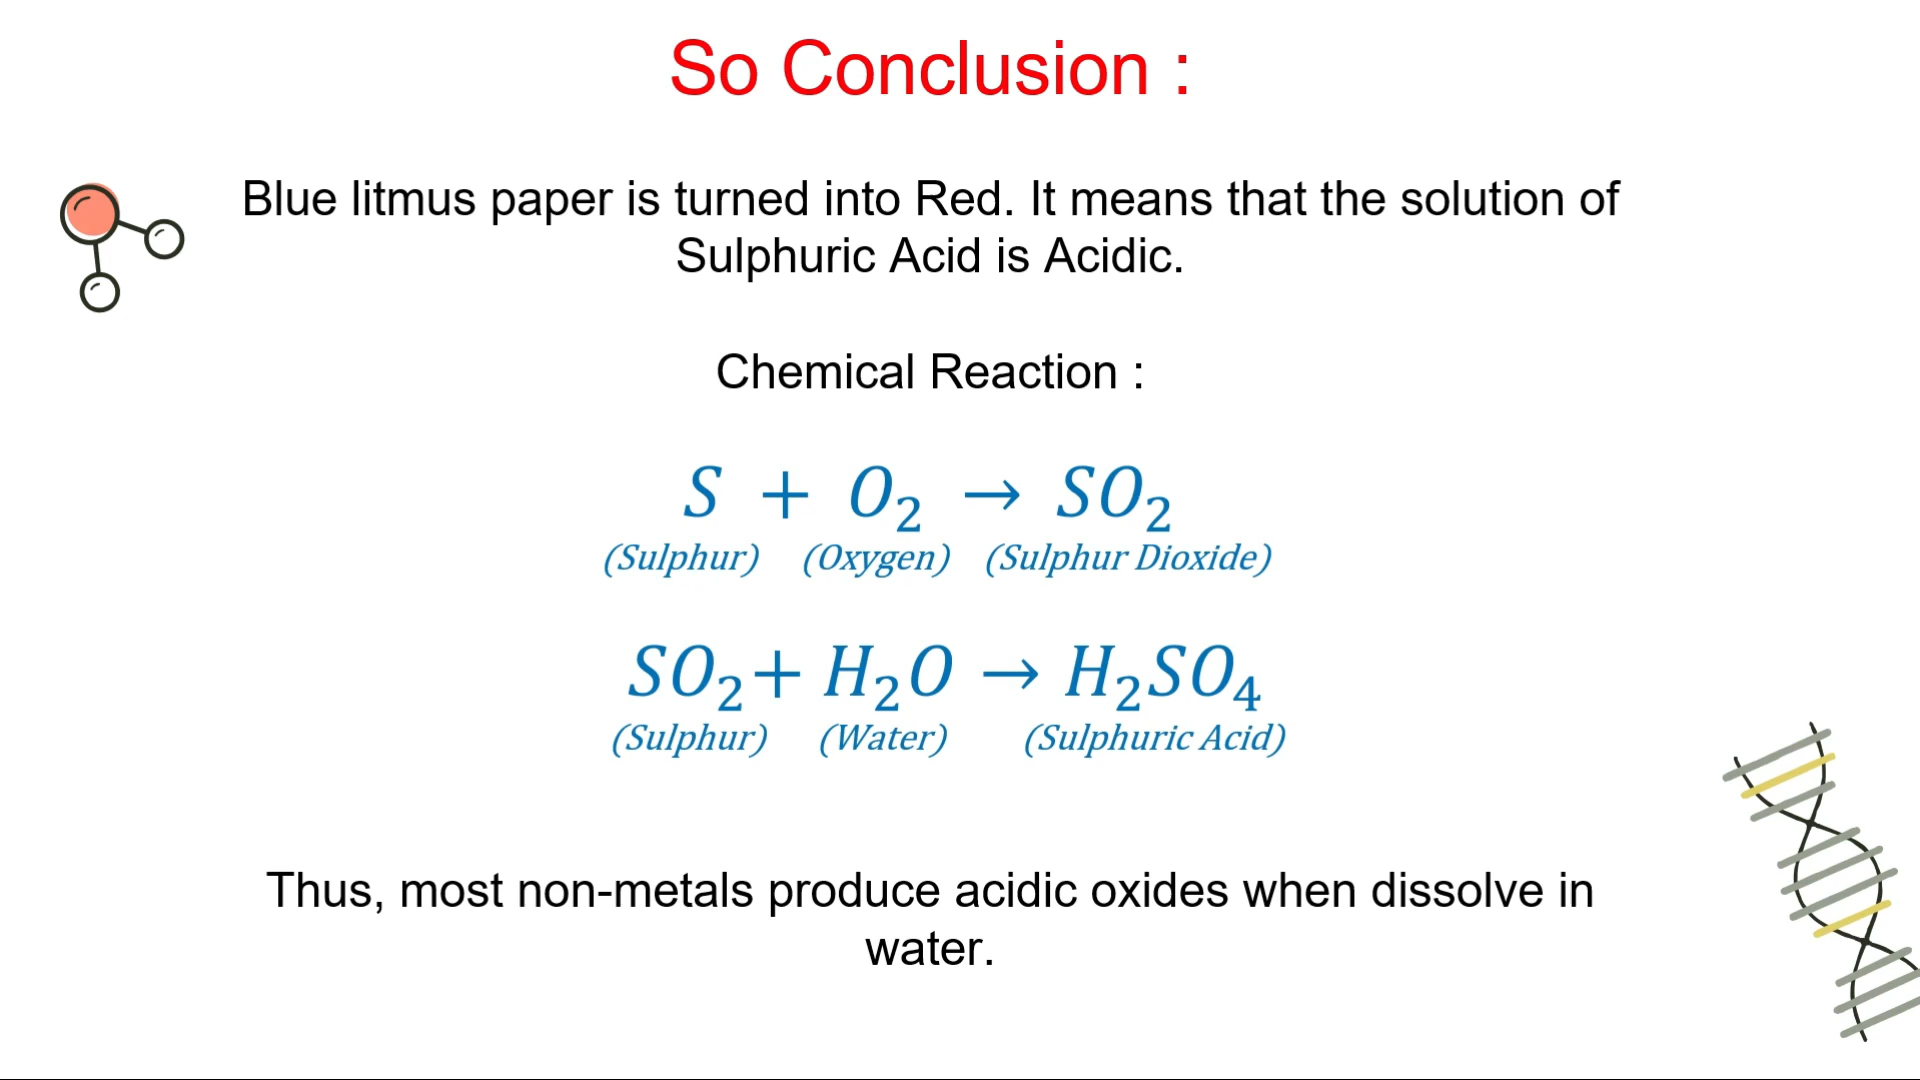 So Conclusion :
Blue litmus paper is turned into Red. It means that the solution of
Sulphuric Acid is Acidic.
Chemical Reaction :
S + O₂ → SO₂
(Sulphur) (Oxygen) (Sulphur Dioxide)
SO₂+ H₂O → H₂SO₄
(Sulphur) (Water) (Sulphuric Acid)
Thus, most non-metals produce acidic oxides when dissolve in
water.